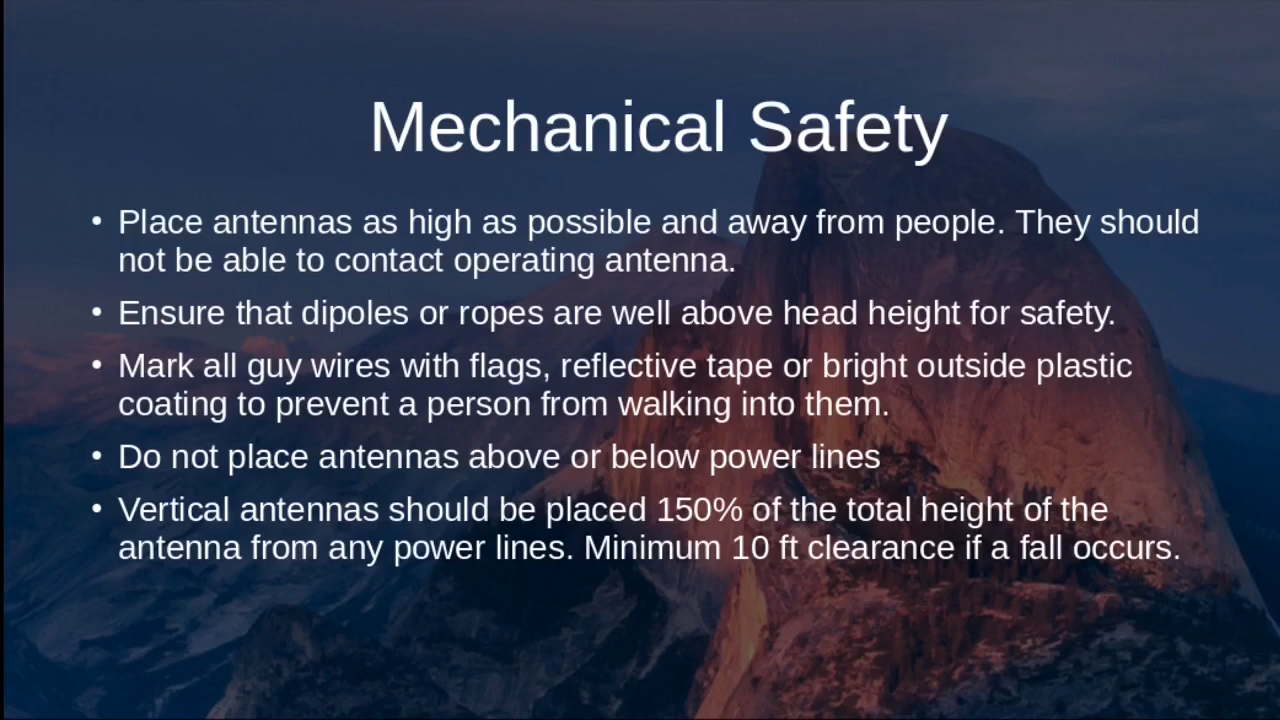 Mechanical Safety
• Place antennas as high as possible and away from people. They should
not be able to contact operating antenna.
• Ensure that dipoles or ropes are well above head height for safety.
• Mark all guy wires with flags, reflective tape or bright outside plastic
coating to prevent a person from walking into them.
• Do not place antennas above or below power lines
• Vertical antennas should be placed 150% of the total height of the
antenna from any power lines. Minimum 10 ft clearance if a fall occurs.